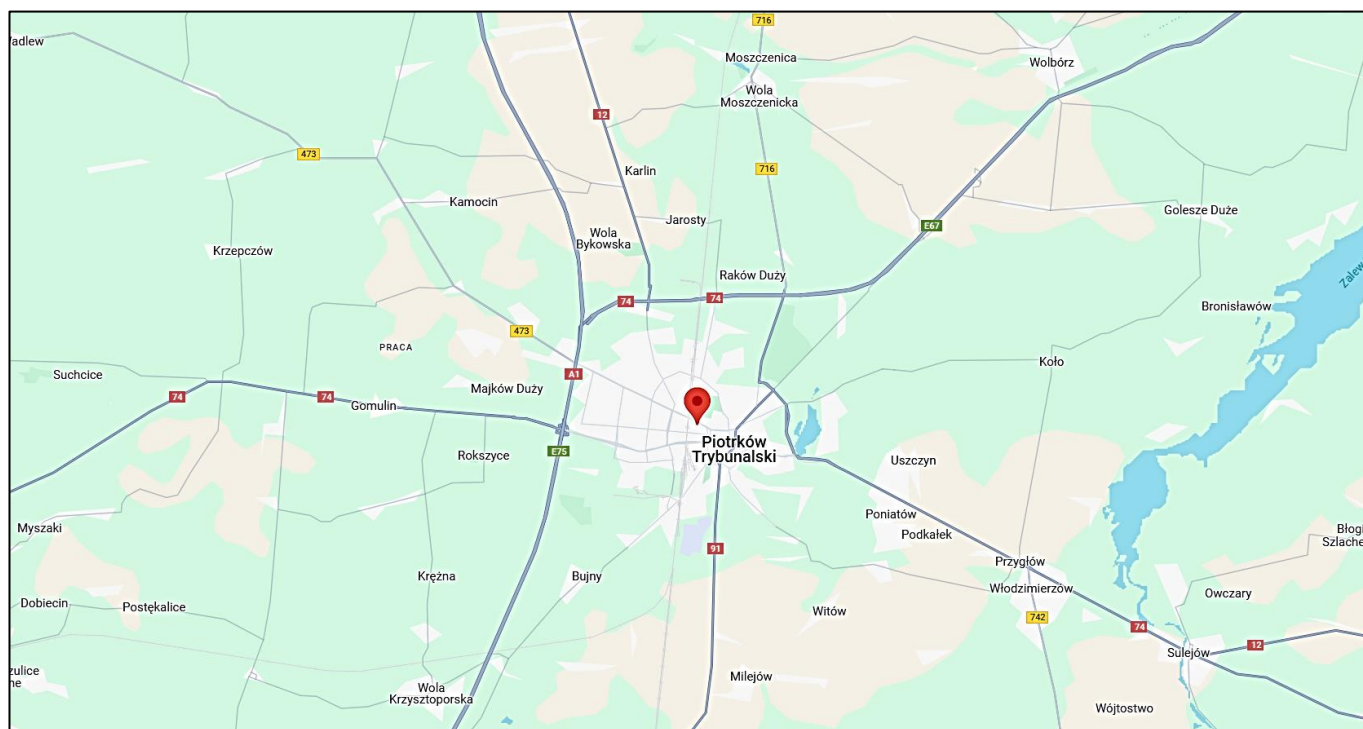 716
Moszczenica
Wolbórz
Wola
Moszczenicka
12
473
716
Karlin
Kamocin
Golesze Duże
Jarosty
E67
Wola
Bykowska
Krzepczów
Zalew
Raków Duży
74
74
Bronisławów
473
PRACA
Koło
Suchcice
A1
Majków Duży
74
74
Gomulin
Piotrków
Trybunalski
E75
Rokszyce
Uszczyn
Poniatów
Myszaki
Podkałek
Błogi
Szlache
91
Przygłów
Krężna
Bujny
Włodzimierzów
Owczary
Dobiecin
Postękalice
Witów
742
74
12
Sulejów
Milejów
Wola
Krzysztoporska
Wójtostwo